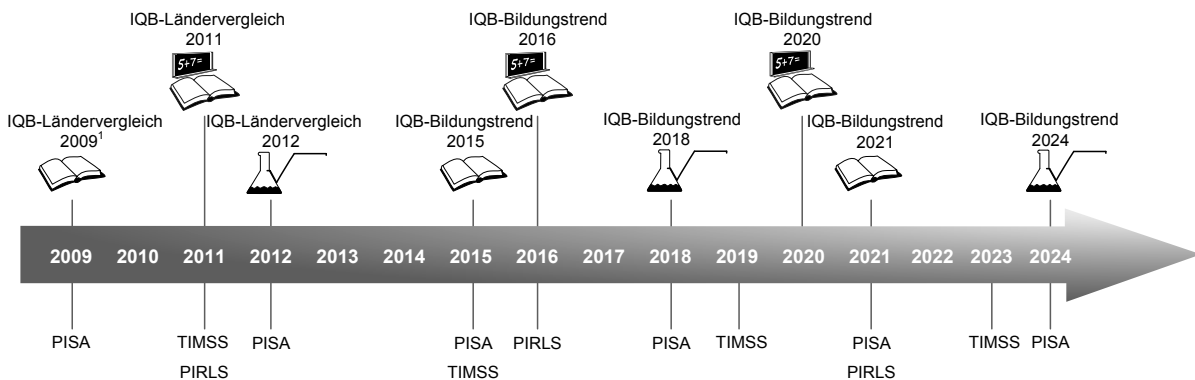 IQB-Ländervergleich
2011
5+7=
IQB-Bildungstrend
2016
5+7=
IQB-Bildungstrend
2020
5+7=
IQB-Ländervergleich
2009¹
IQB-Ländervergleich
2012
IQB-Bildungstrend
2015
IQB-Bildungstrend
2018
IQB-Bildungstrend
2021
IQB-Bildungstrend
2024
2009 2010 2011 2012 2013 2014 2015 2016 2017 2018 2019 2020 2021 2022 2023 2024
PISA TIMSS PISA PISA PIRLS PISA TIMSS PISA TIMSS PISA
PIRLS TIMSS PIRLS